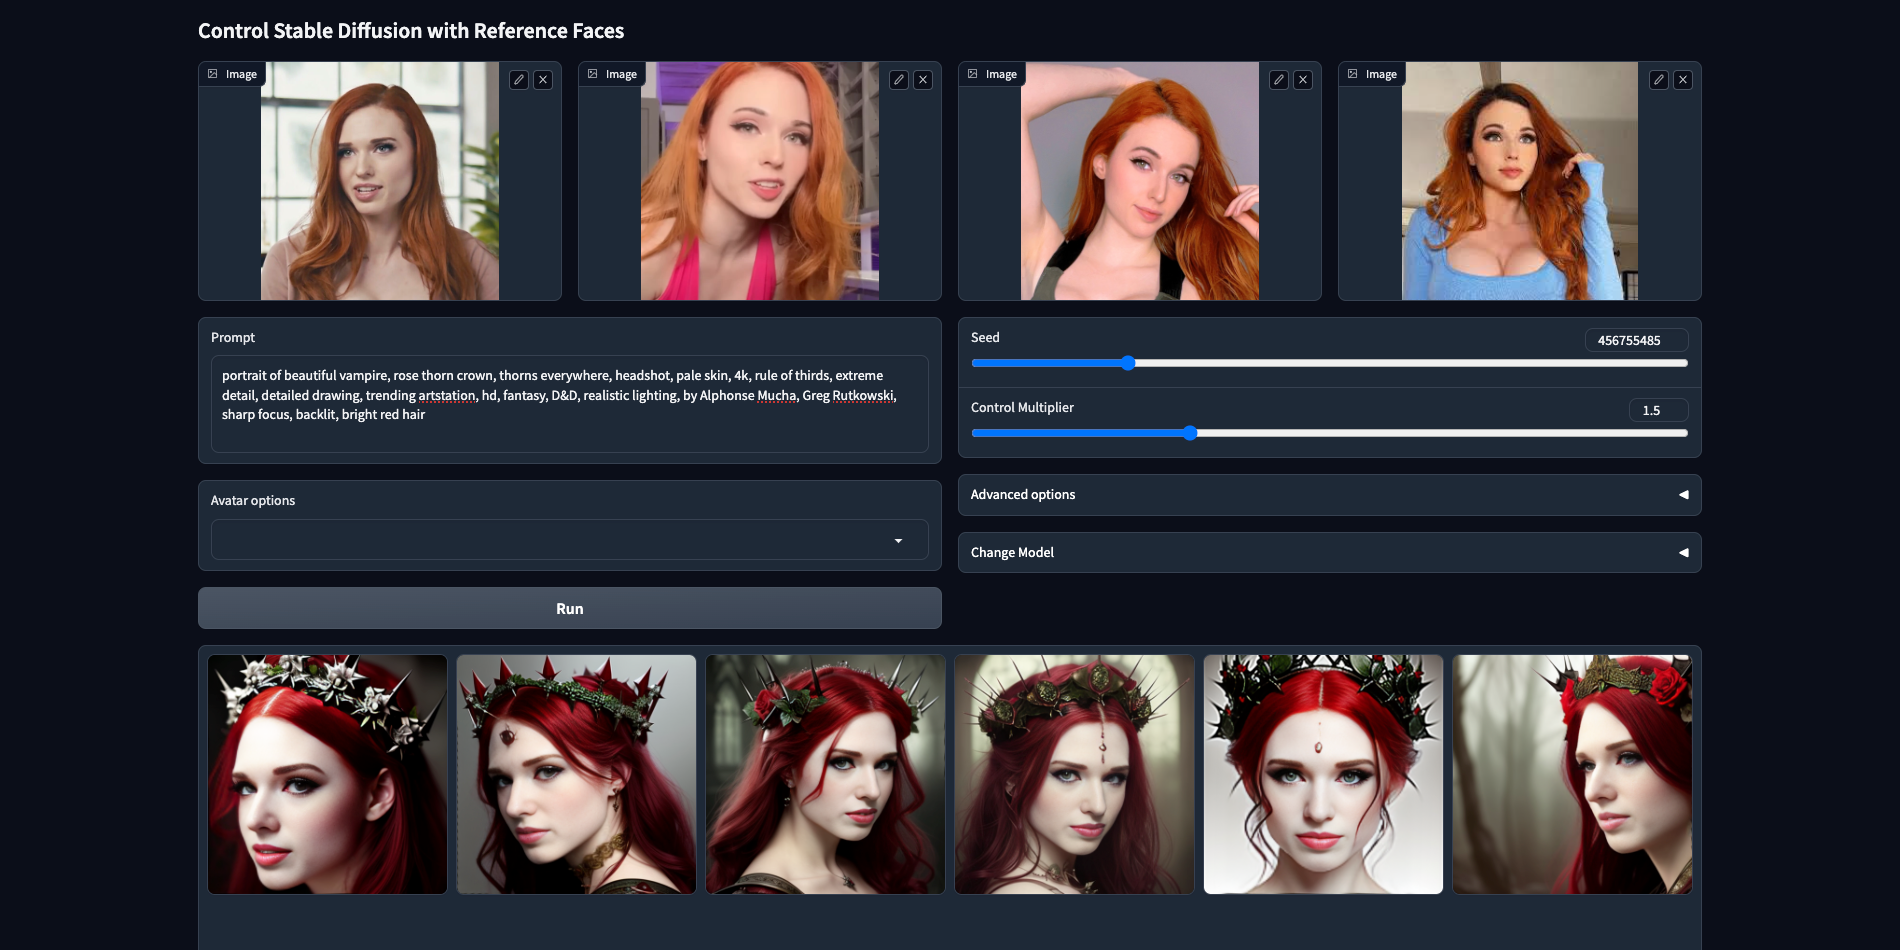 Control Stable Diffusion with Reference Faces
Image
Image
Image
Image
Prompt
portrait of beautiful vampire, rose thorn crown, thorns everywhere, headshot, pale skin, 4k, rule of thirds, extreme
detail, detailed drawing, trending artstation, hd, fantasy, D&D, realistic lighting, by Alphonse Mucha, Greg Rutkowski,
sharp focus, backlit, bright red hair
Seed
456755485
Control Multiplier
1.5
Avatar options
Advanced options
Change Model
Run